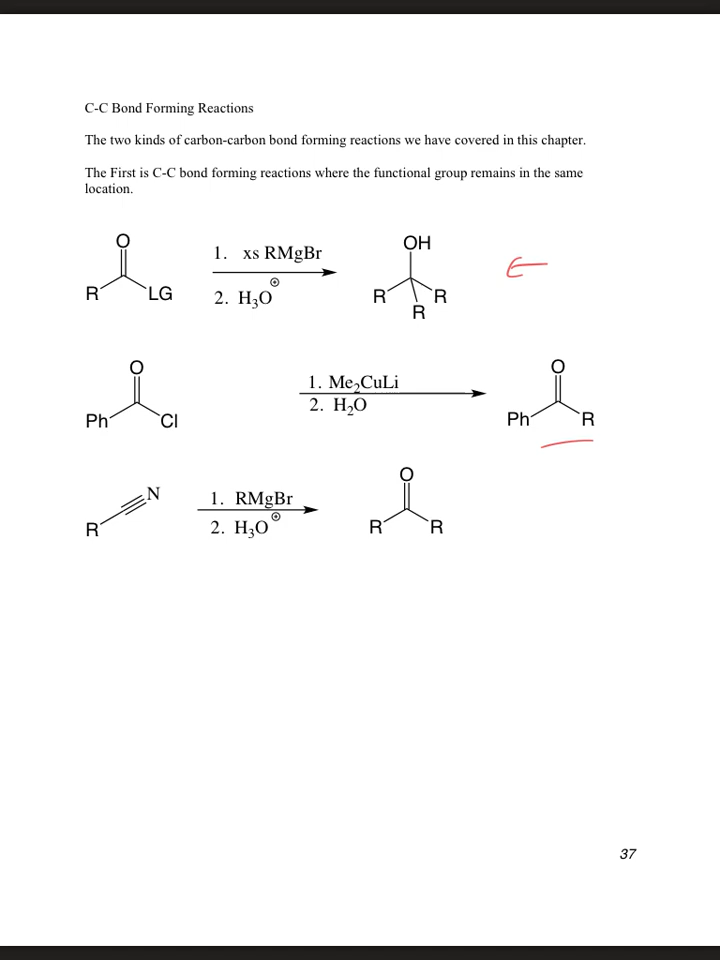 C-C Bond Forming Reactions
The two kinds of carbon-carbon bond forming reactions we have covered in this chapter.
The First is C-C bond forming reactions where the functional group remains in the same
location.
O
R LG
1. xs RMgBr
2. H₃O⊕
OH
R R
R
O
Ph Cl
1. Me₂CuLi
2. H₂O
O
Ph R
N
R
1. RMgBr
2. H₃O⊕
O
R R
37